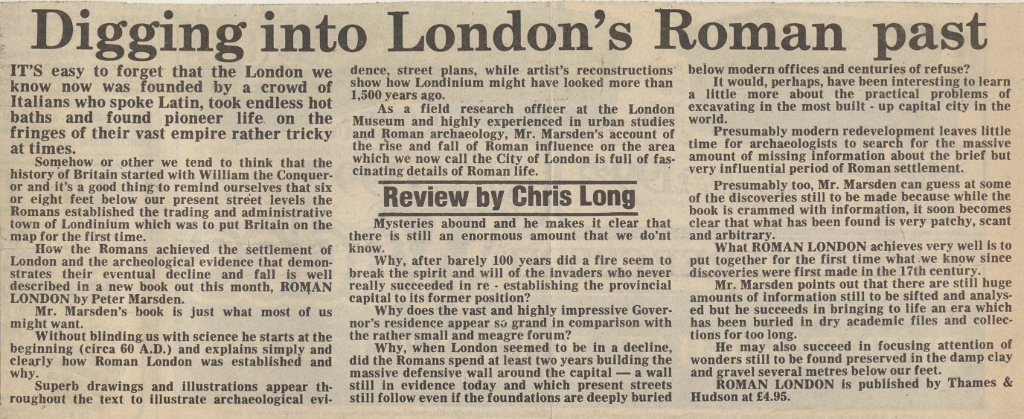 Digging into London's Roman past
IT'S easy to forget that the London we
know now was founded by a crowd of
Italians who spoke Latin, took endless hot
baths and found pioneer life on the
fringes of their vast empire rather tricky
at times.
Somehow or other we tend to think that the
history of Britain started with William the Conquer-
or and it's a good thing to remind ourselves that six
or eight feet below our present street levels the
Romans established the trading and administrative
town of Londinium which was to put Britain on the
map for the first time.
How the Romans achieved the settlement of
London and the archeological evidence that demon-
strates their eventual decline and fall is well
described in a new book out this month, ROMAN
LONDON by Peter Marsden.
Mr. Marsden's book is just what most of us
might want.
Without blinding us with science he starts at the
beginning (circa 60 A.D.) and explains simply and
clearly how Roman London was established and
why.
Superb drawings and illustrations appear th-
roughout the text to illustrate archaeological evi-
dence, street plans, while artist's reconstructions
show how Londinium might have looked more than
1,500 years ago.
As a field research officer at the London
Museum and highly experienced in urban studies
and Roman archaeology, Mr. Marsden's account of
the rise and fall of Roman influence on the area
which we now call the City of London is full of fas-
cinating details of Roman life.
Review by Chris Long
Mysteries abound and he makes it clear that
there is still an enormous amount that we do'nt
know.
Why, after barely 100 years did a fire seem to
break the spirit and will of the invaders who never
really succeeded in re - establishing the provincial
capital to its former position?
Why does the vast and highly impressive Gover-
nor's residence appear so grand in comparison with
the rather small and meagre forum?
Why, when London seemed to be in a decline,
did the Romans spend at least two years building the
massive defensive wall around the capital — a wall
still in evidence today and which present streets
still follow even if the foundations are deeply buried
below modern offices and centuries of refuse?
It would, perhaps, have been interesting to learn
a little more about the practical problems of
excavating in the most built - up capital city in the
world.
Presumably modern redevelopment leaves little
time for archaeologists to search for the massive
amount of missing information about the brief but
very influential period of Roman settlement.
Presumably too, Mr. Marsden can guess at some
of the discoveries still to be made because while the
book is crammed with information, it soon becomes
clear that what has been found is very patchy, scant
and arbitrary.
What ROMAN LONDON achieves very well is to
put together for the first time what we know since
discoveries were first made in the 17th century.
Mr. Marsden points out that there are still huge
amounts of information still to be sifted and analys-
ed but he succeeds in bringing to life an era which
has been buried in dry academic files and collec-
tions for too long.
He may also succeed in focusing attention of
wonders still to be found preserved in the damp clay
and gravel several metres below our feet.
ROMAN LONDON is published by Thames &
Hudson at £4.95.